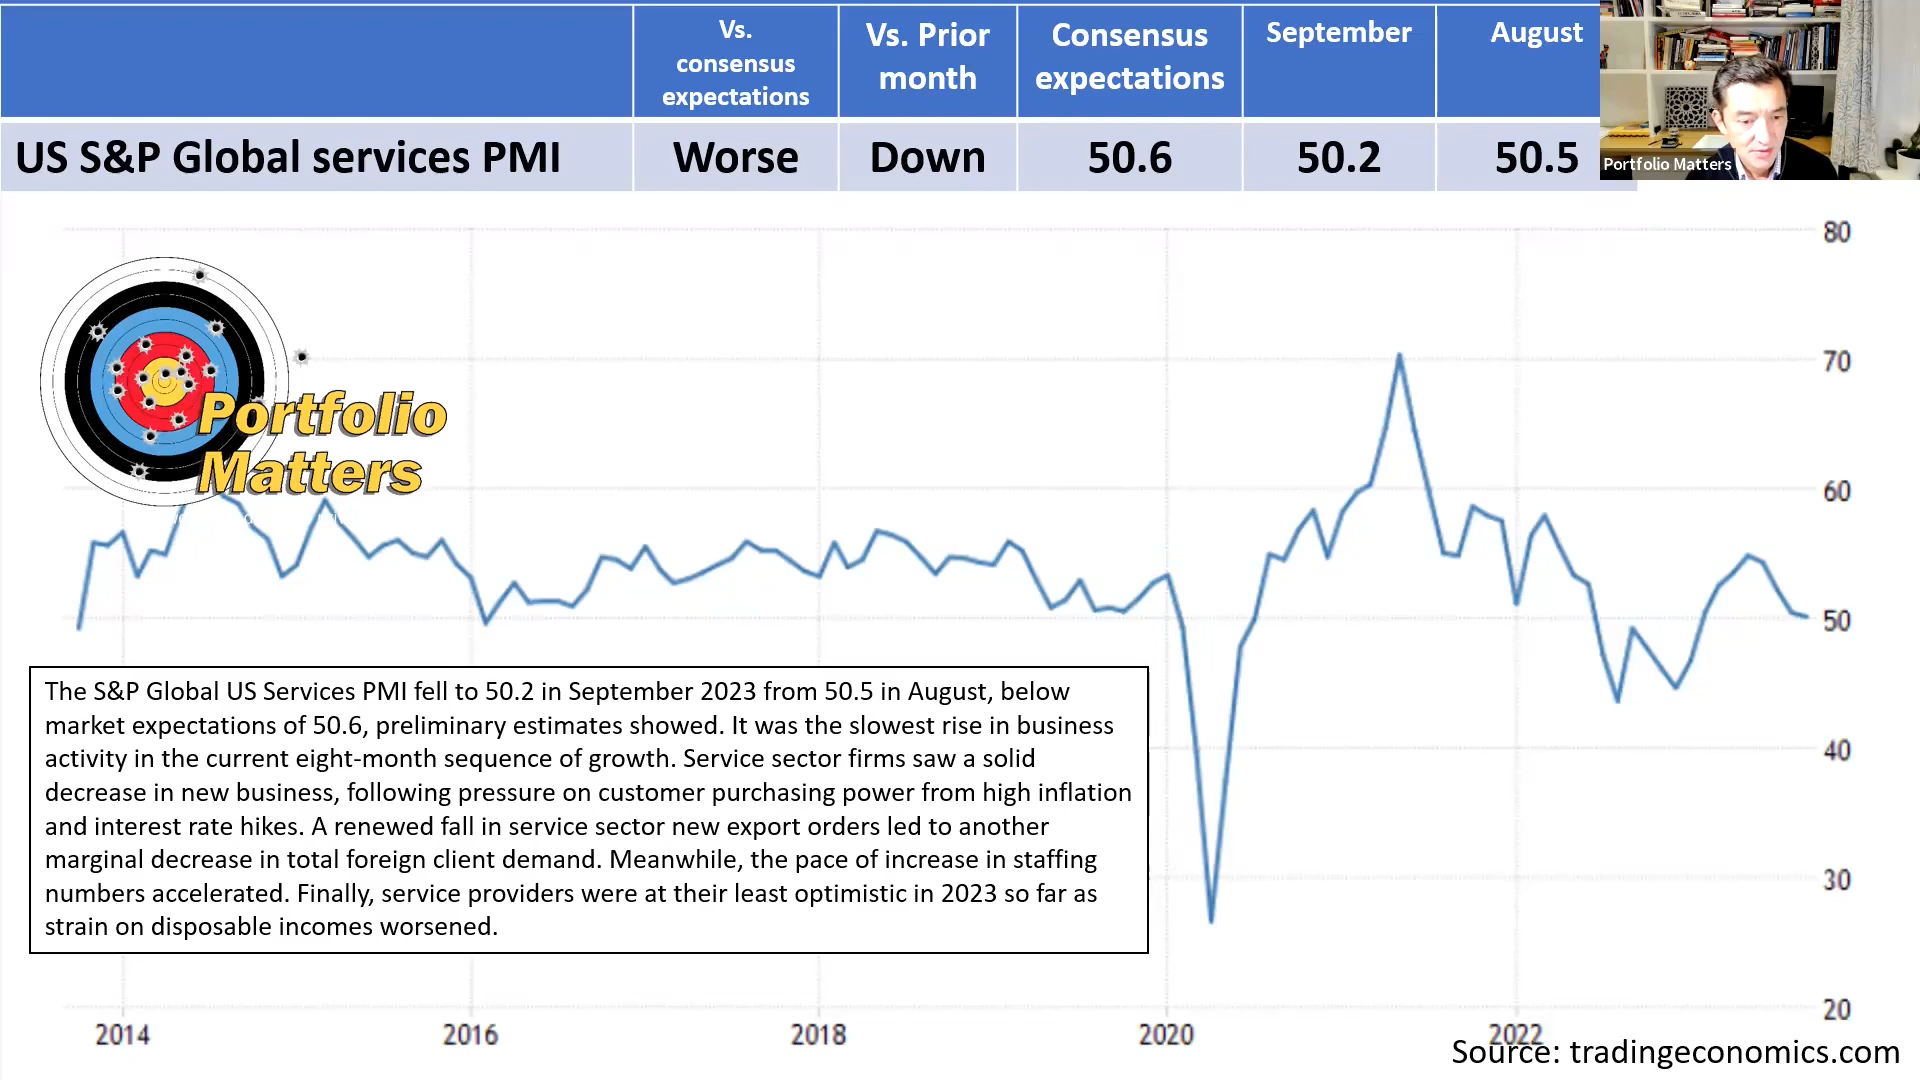 Vs.
consensus
expectations
Vs. Prior
month
Consensus
expectations
September
August
US S&P Global services PMI
Worse
Down
50.6
50.2
50.5
Portfolio Matters
80
70
60
50
40
30
20
Portfolio
Matters
The S&P Global US Services PMI fell to 50.2 in September 2023 from 50.5 in August, below
market expectations of 50.6, preliminary estimates showed. It was the slowest rise in business
activity in the current eight-month sequence of growth. Service sector firms saw a solid
decrease in new business, following pressure on customer purchasing power from high inflation
and interest rate hikes. A renewed fall in service sector new export orders led to another
marginal decrease in total foreign client demand. Meanwhile, the pace of increase in staffing
numbers accelerated. Finally, service providers were at their least optimistic in 2023 so far as
strain on disposable incomes worsened.
2014
2016
2018
2020
2022
Source: tradingeconomics.com